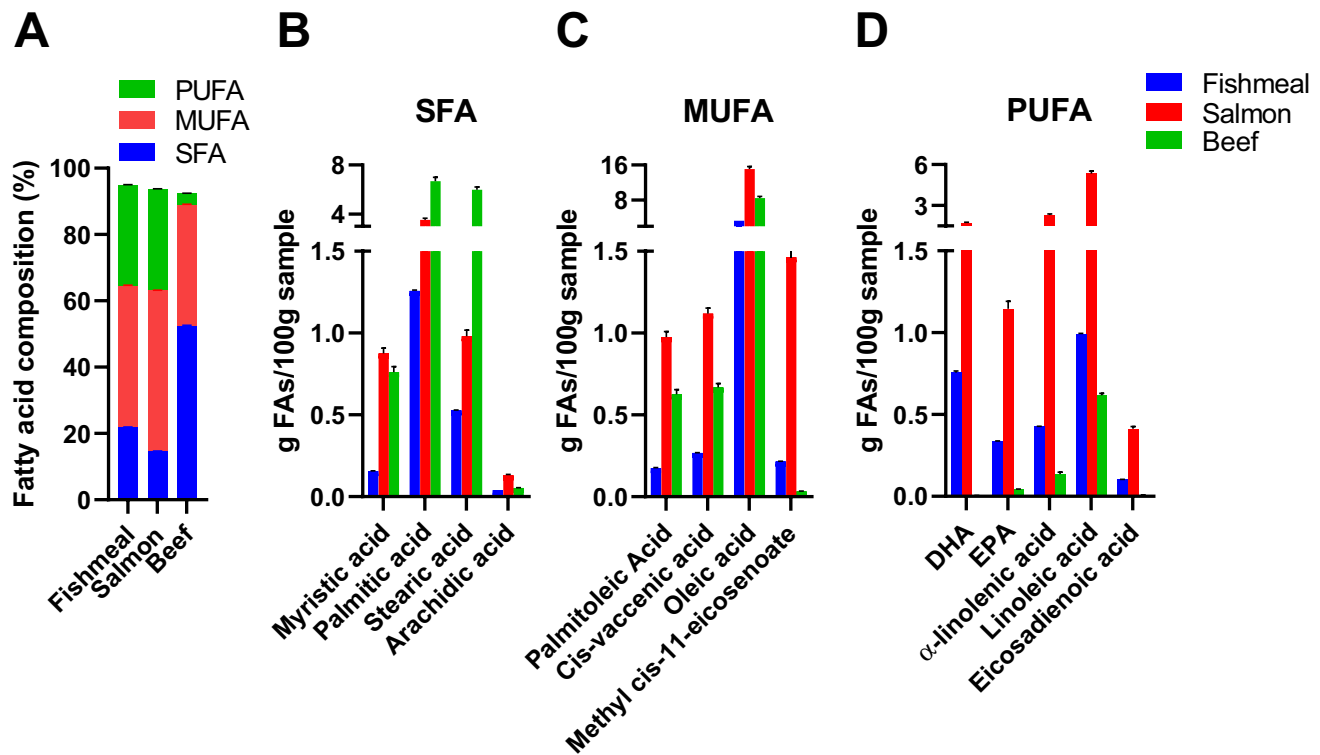 A
PUFA
MUFA
SFA
Fatty acid composition (%)
100
80
60
40
20
0
Fishmeal
Salmon
Beef
B
SFA
g FAs/100g sample
8
4
1.5
1.0
0.5
0.0
Myristic acid
Palmitic acid
Stearic acid
Arachidic acid
C
MUFA
g FAs/100g sample
16
8
1.5
1.0
0.5
0.0
Palmitoleic Acid
Cis-vaccenic acid
Oleic acid
Methyl cis-11-eicosenoate
D
PUFA
Fishmeal
Salmon
Beef
g FAs/100g sample
6
3
1.5
1.0
0.5
0.0
DHA
EPA
α-linolenic acid
Linoleic acid
Eicosadienoic acid